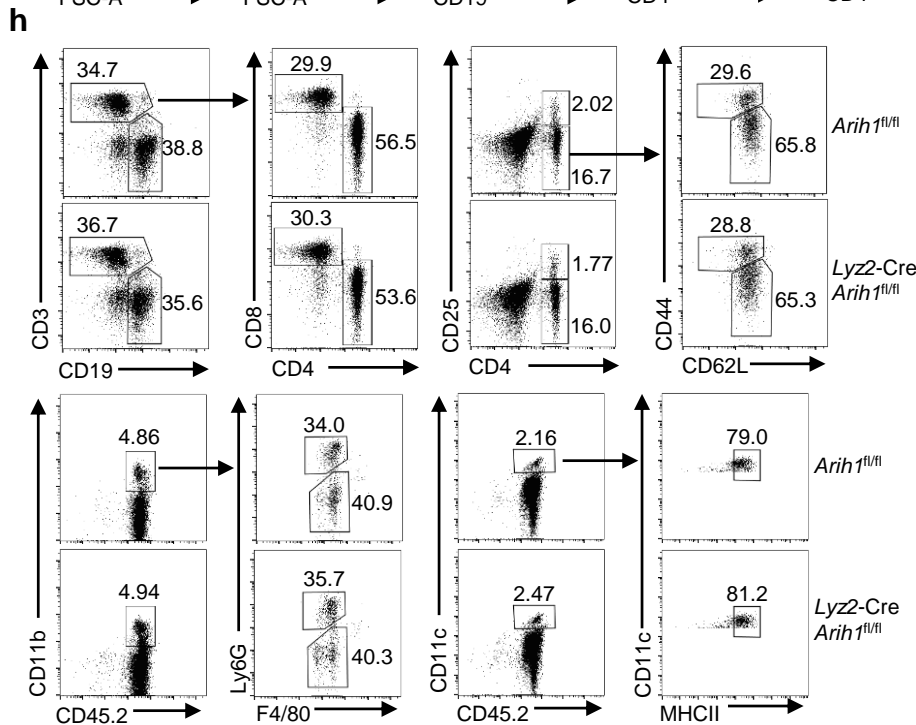 FSC-A FSC-A CD19 CD4 CD4
h
34.7 38.8 CD3
29.9 56.5 CD8
2.02 16.7 CD25
29.6 65.8 CD44
Arih1fl/fl
36.7 35.6
30.3 53.6
1.77 16.0
28.8 65.3
Lyz2-Cre
Arih1fl/fl
CD19 CD4 CD4 CD62L
4.86 CD11b
34.0 40.9 Ly6G
2.16 CD11c
79.0 CD11c
Arih1fl/fl
4.94
35.7 40.3
2.47
81.2
Lyz2-Cre
Arih1fl/fl
CD45.2 F4/80 CD45.2 MHCII